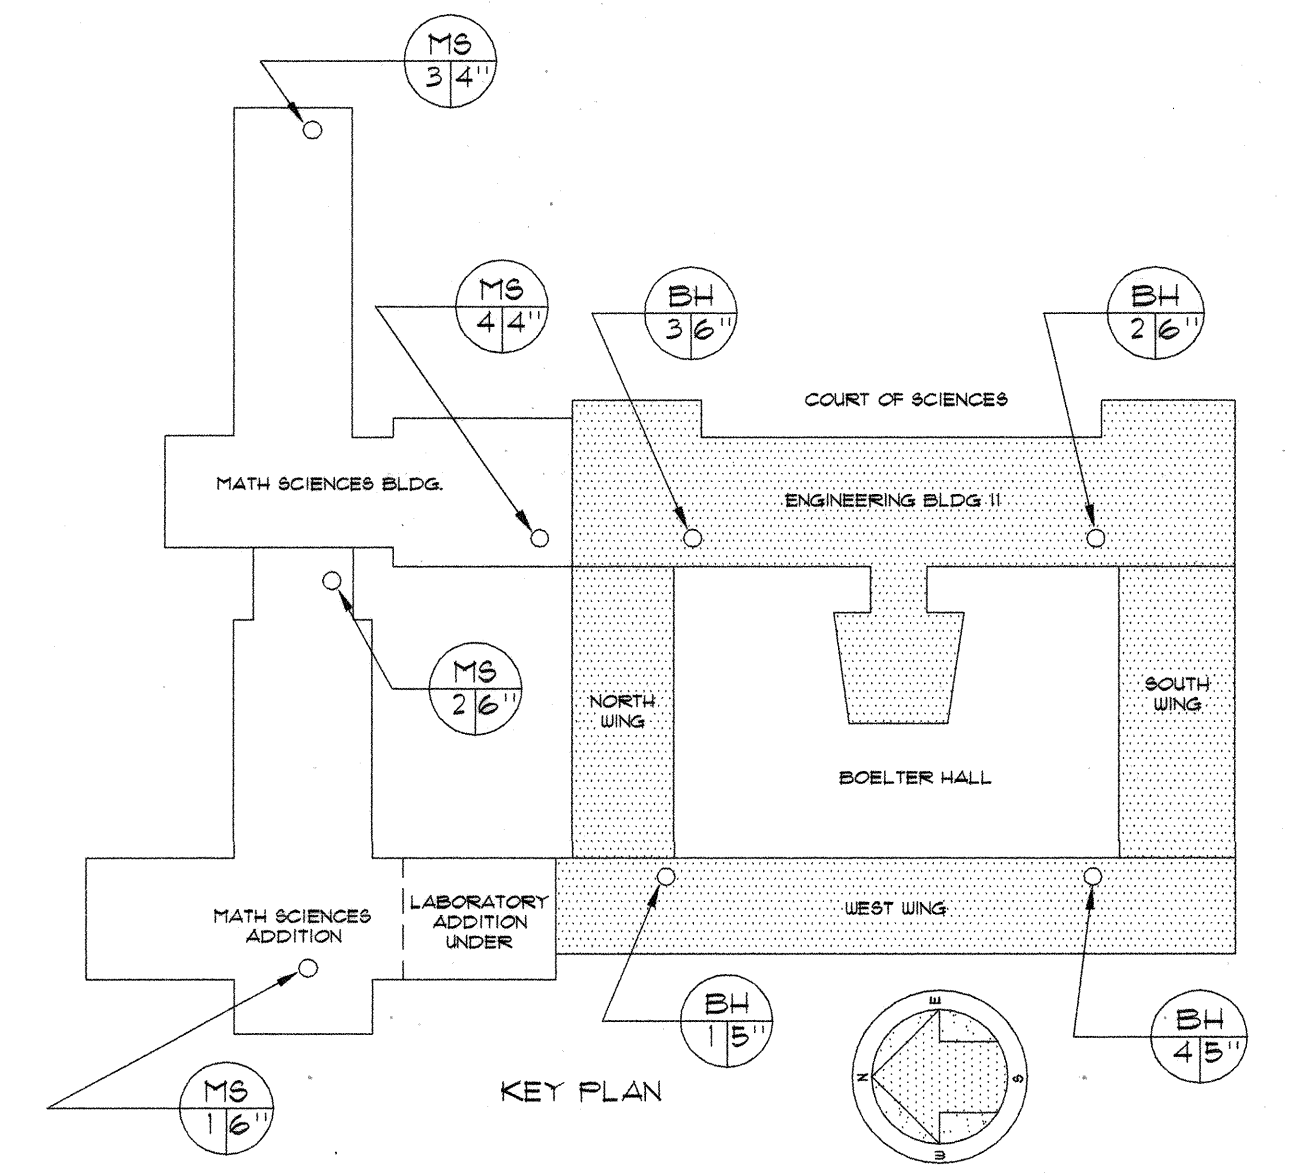 MS
3 4"
MS
4 4"
BH
3 6"
BH
2 6"
COURT OF SCIENCES
MATH SCIENCES BLDG.
ENGINEERING BLDG II
MS
2 6"
NORTH
WING
SOUTH
WING
BOELTER HALL
MATH SCIENCES
ADDITION
LABORATORY
ADDITION
UNDER
WEST WING
BH
1 5"
BH
4 5"
MS
1 6"
KEY PLAN
E
N
S
W